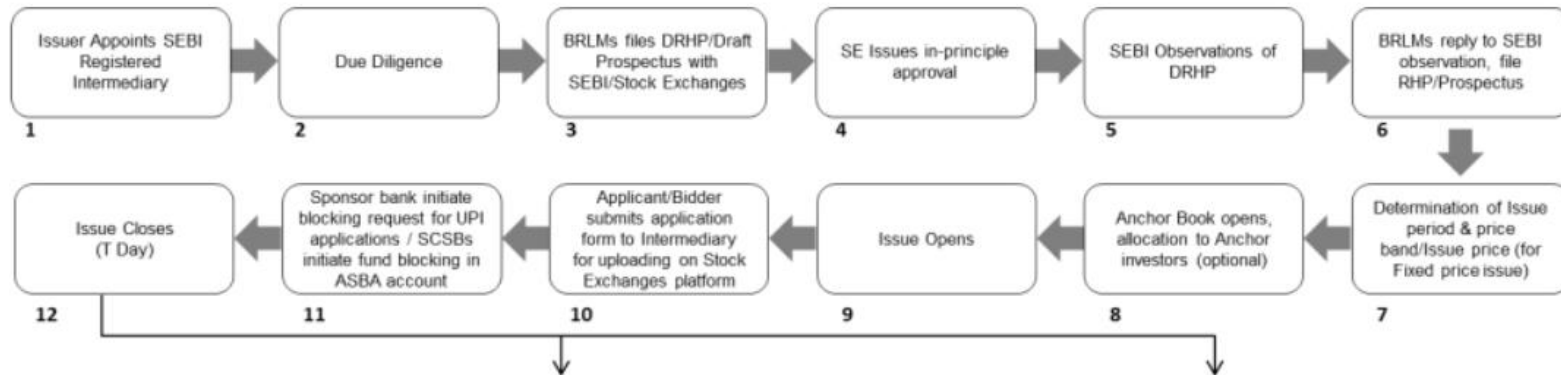 Issuer Appoints SEBI
Registered
Intermediary
1
Due Diligence
2
BRLMs files DRHP/Draft
Prospectus with
SEBI/Stock Exchanges
3
SE Issues in-principle
approval
4
SEBI Observations of
DRHP
5
BRLMs reply to SEBI
observation, file
RHP/Prospectus
6
Determination of Issue
period & price
band/Issue price (for
Fixed price issue)
7
Anchor Book opens,
allocation to Anchor
investors (optional)
8
Issue Opens
9
Applicant/Bidder
submits application
form to Intermediary
for uploading on Stock
Exchanges platform
10
Sponsor bank initiate
blocking request for UPI
applications / SCSBs
initiate fund blocking in
ASBA account
11
Issue Closes
(T Day)
12